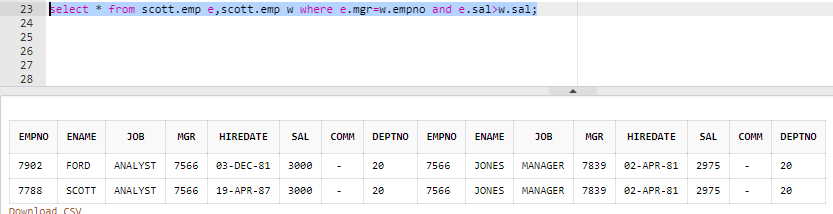 23 select * from scott.emp e,scott.emp w where e.mgr=w.empno and e.sal>w.sal;
24
25
26
27
28
EMPNO ENAME JOB MGR HIREDATE SAL COMM DEPTNO EMPNO ENAME JOB MGR HIREDATE SAL COMM DEPTNO
7902 FORD ANALYST 7566 03-DEC-81 3000 - 20 7566 JONES MANAGER 7839 02-APR-81 2975 - 20
7788 SCOTT ANALYST 7566 19-APR-87 3000 - 20 7566 JONES MANAGER 7839 02-APR-81 2975 - 20
Download CSV